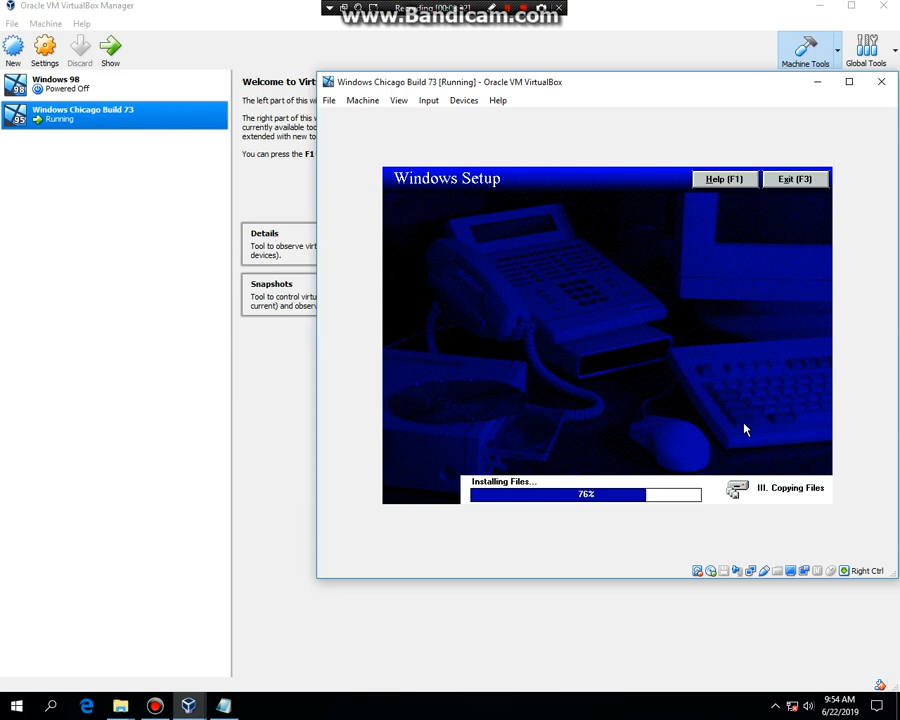 Oracle VM VirtualBox Manager
www.Bandicam.com
File Machine Help
New Settings Discard Show
Machine Tools Global Tools
Windows 98
Powered Off
Windows Chicago Build 73
Running
Welcome to Virt
The left part of this wi
The right part of this w
currently available too
extended with new to
You can press the F1
Details
Tool to observe virt
devices).
Snapshots
Tool to control virtu
current) and observ
Windows Chicago Build 73 [Running] - Oracle VM VirtualBox
File Machine View Input Devices Help
Windows Setup
Help (F1) Exit (F3)
Installing Files...
76%
III. Copying Files
Right Ctrl
9:54 AM
6/22/2019